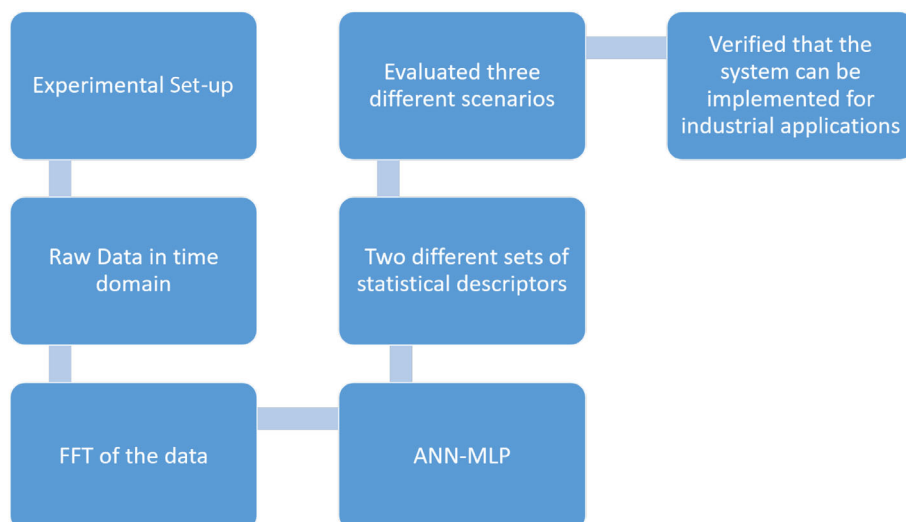 Experimental Set-up
Raw Data in time
domain
FFT of the data
ANN-MLP
Two different sets of
statistical descriptors
Evaluated three
different scenarios
Verified that the
system can be
implemented for
industrial applications